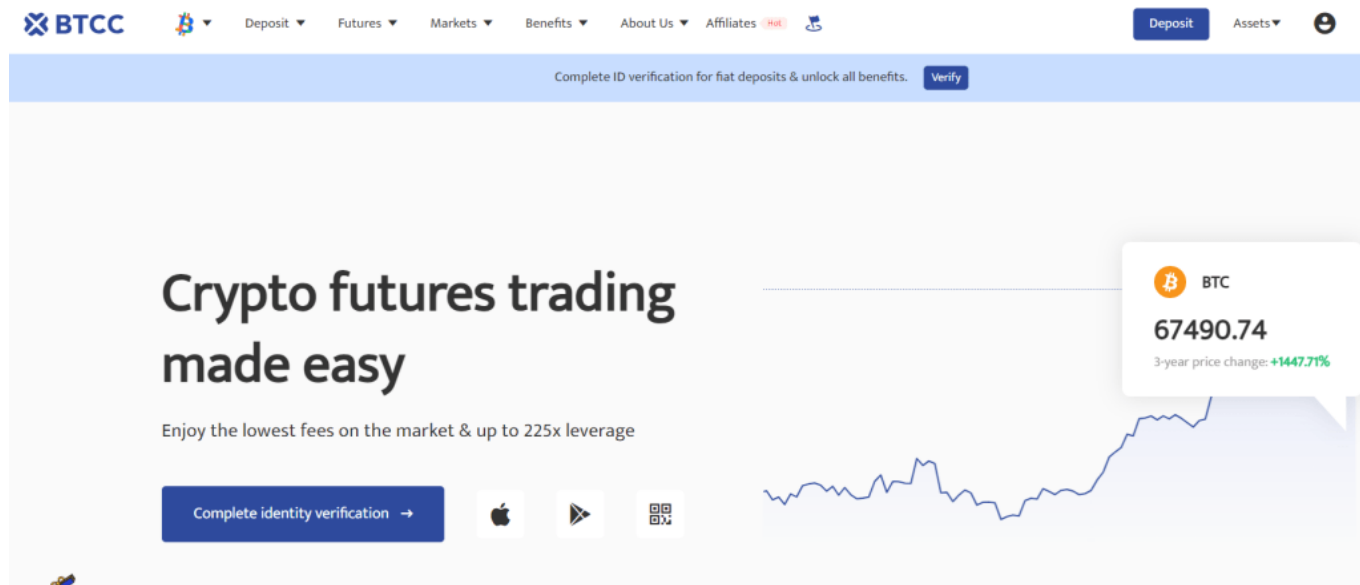 BTCC
Deposit
Futures
Markets
Benefits
About Us
Affiliates
Hot
Deposit
Assets
Complete ID verification for fiat deposits & unlock all benefits.
Verify
Crypto futures trading
made easy
Enjoy the lowest fees on the market & up to 225x leverage
Complete identity verification →
BTC
67490.74
3-year price change: +1447.71%